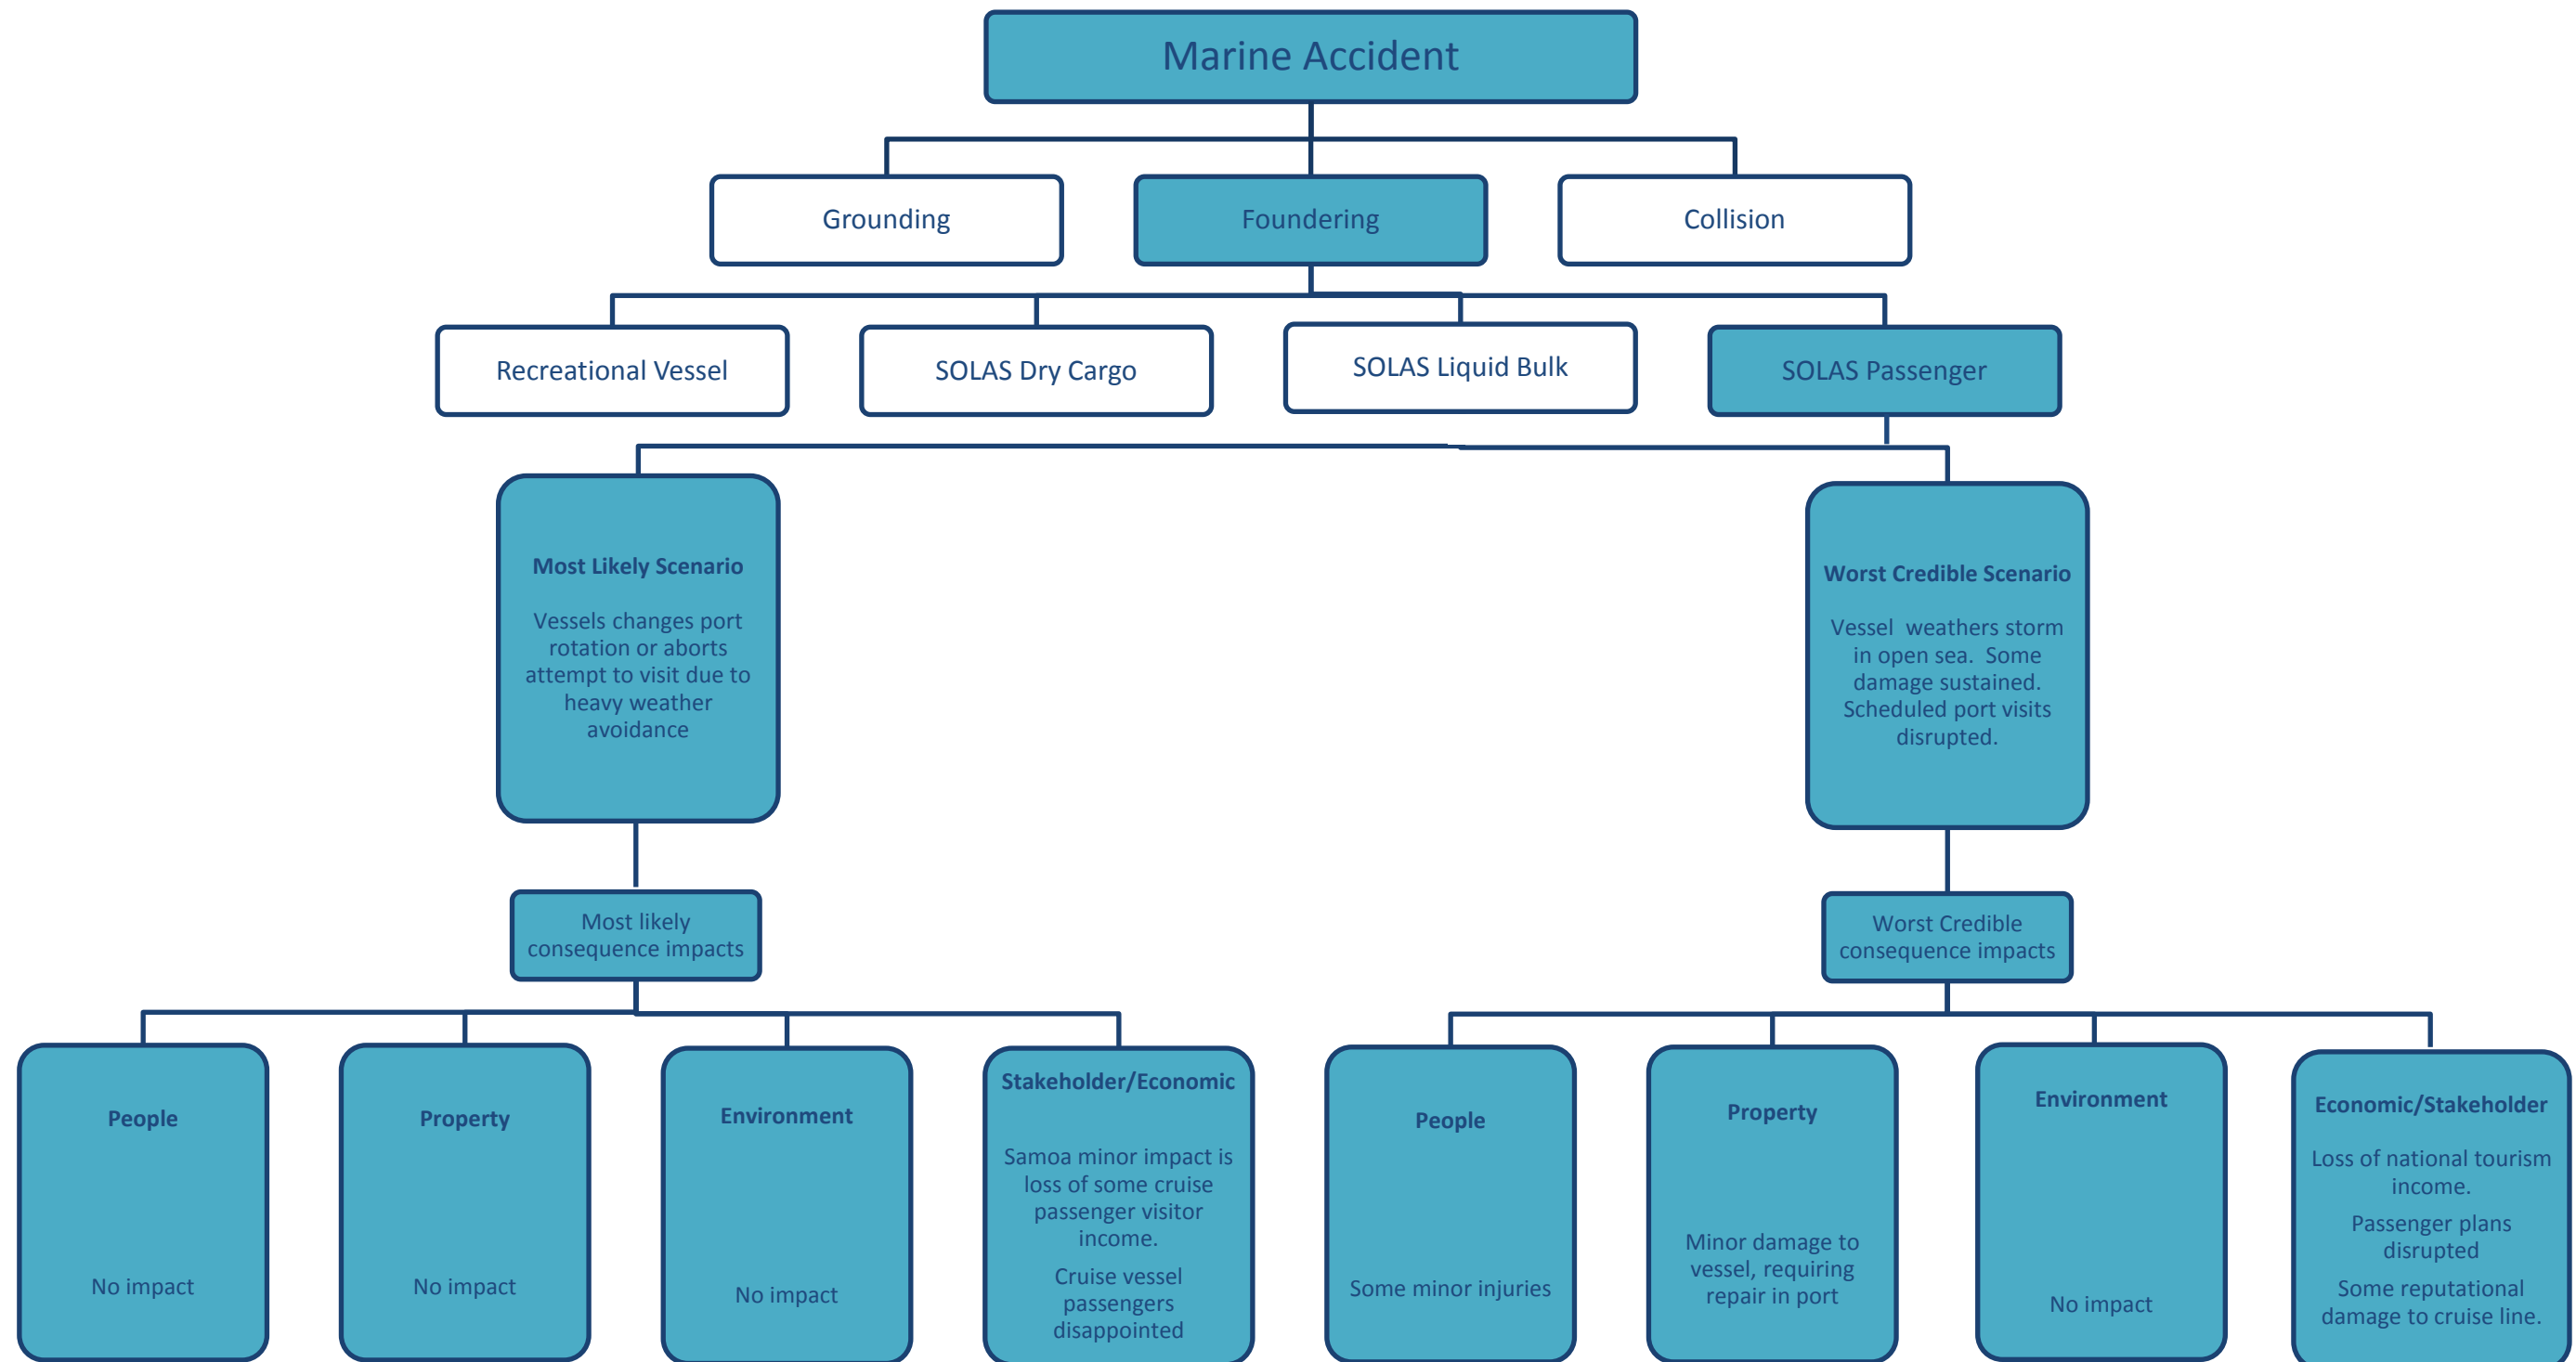 Marine Accident
Grounding
Foundering
Collision
Recreational Vessel
SOLAS Dry Cargo
SOLAS Liquid Bulk
SOLAS Passenger
Most Likely Scenario
Vessels changes port
rotation or aborts
attempt to visit due to
heavy weather
avoidance
Worst Credible Scenario
Vessel  weathers storm
in open sea.  Some
damage sustained.
Scheduled port visits
disrupted.
Most likely
consequence impacts
Worst Credible
consequence impacts
People
No impact
Property
No impact
Environment
No impact
Stakeholder/Economic
Samoa minor impact is
loss of some cruise
passenger visitor
income.
Cruise vessel
passengers
disappointed
People
Some minor injuries
Property
Minor damage to
vessel, requiring
repair in port
Environment
No impact
Economic/Stakeholder
Loss of national tourism
income.
Passenger plans
disrupted
Some reputational
damage to cruise line.